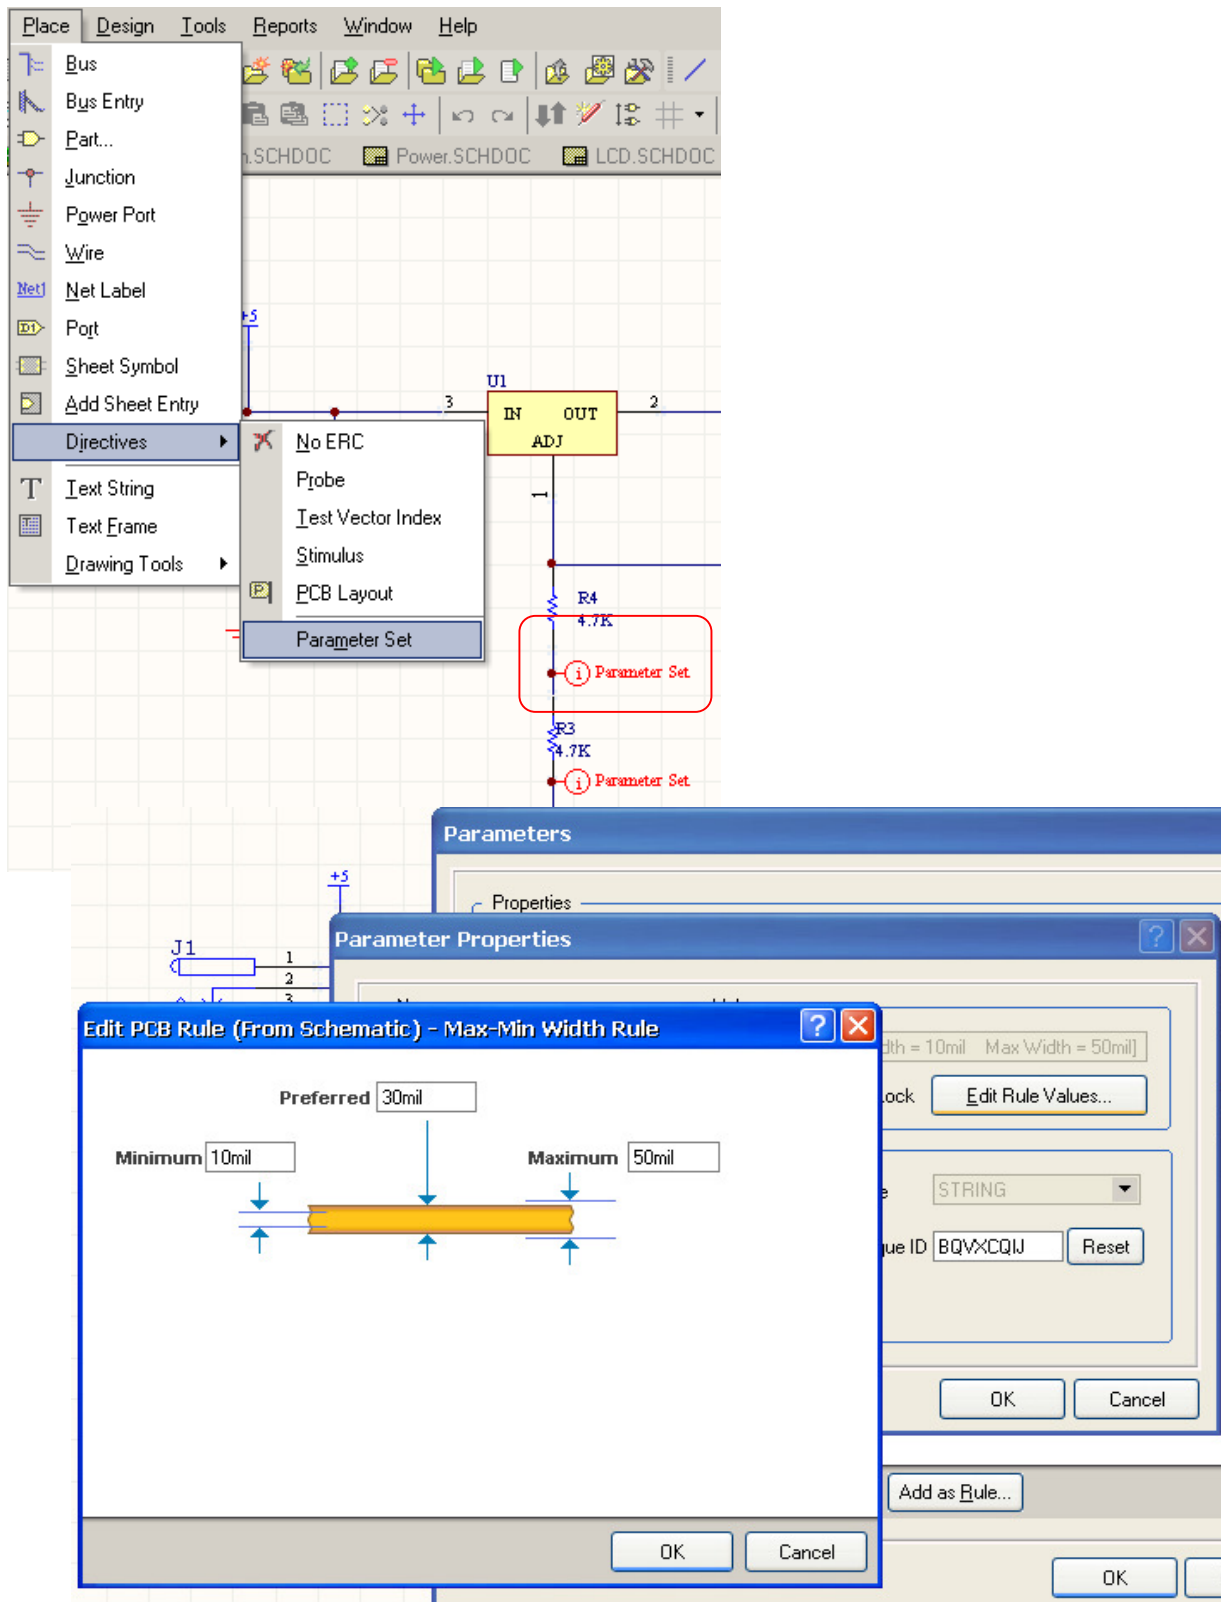 Place Design Tools Reports Window Help
Bus
Bus Entry
Part...
.SCHDOC Power.SCHDOC LCD.SCHDOC
Junction
Power Port
Wire
Net1 Net Label
D1 Port
+5
Sheet Symbol
U1
Add Sheet Entry
3 IN OUT 2
ADJ
Directives
No ERC
T Text String
Probe
1
Text Frame
Test Vector Index
Drawing Tools
Stimulus
P PCB Layout
R4
4.7K
Parameter Set
i Parameter Set
R3
4.7K
i Parameter Set
Parameters
+5
Properties
Parameter Properties
J1
1
2
3
Edit PCB Rule (From Schematic) - Max-Min Width Rule
= 10mil Max Width = 50mil]
Preferred 30mil
Edit Rule Values...
Minimum 10mil
Maximum 50mil
STRING
ID BQVXCQIJ Reset
OK Cancel
Add as Rule...
OK Cancel
OK